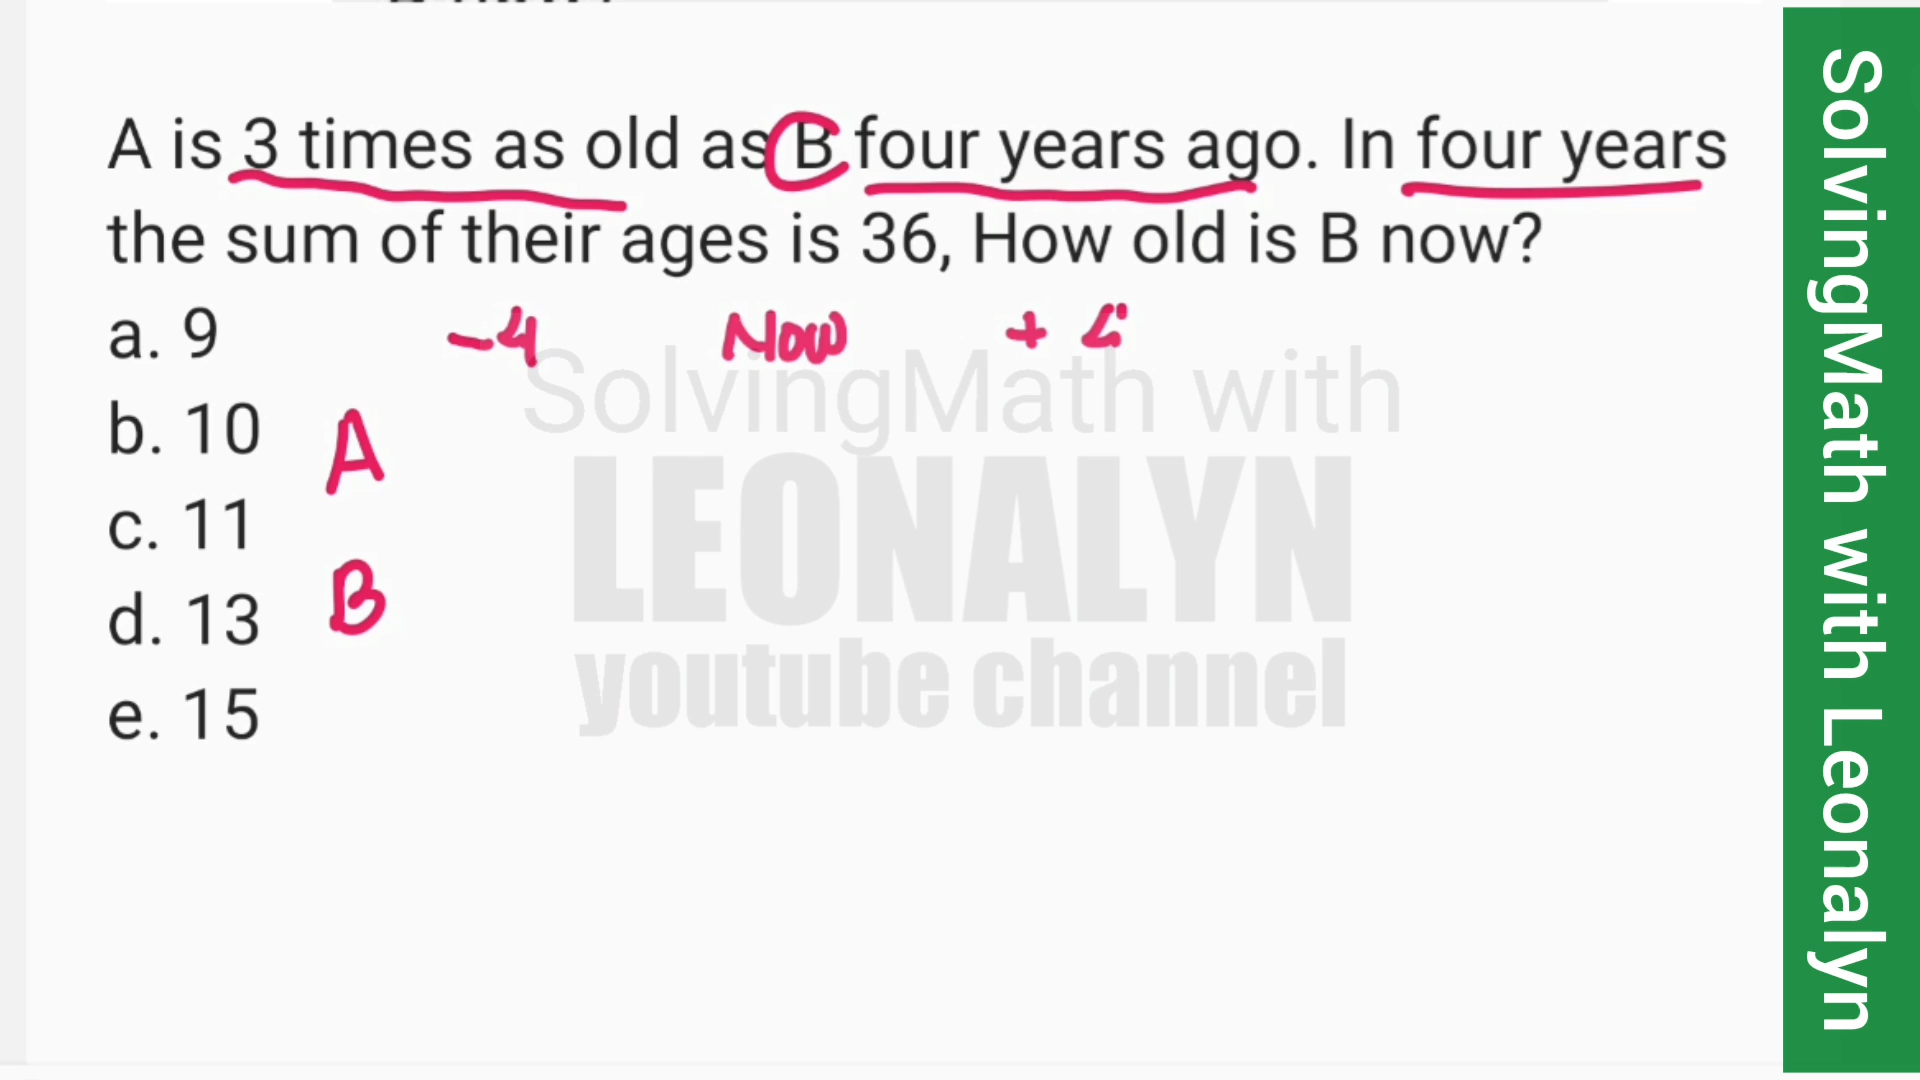 A is 3 times as old as B four years ago. In four years
the sum of their ages is 36, How old is B now?
a. 9
-4 Now +
b. 10
A
c. 11
B
d. 13
e. 15
SolvingMath with
LEONALYN
youtube channel
SolvingMath with Leonalyn